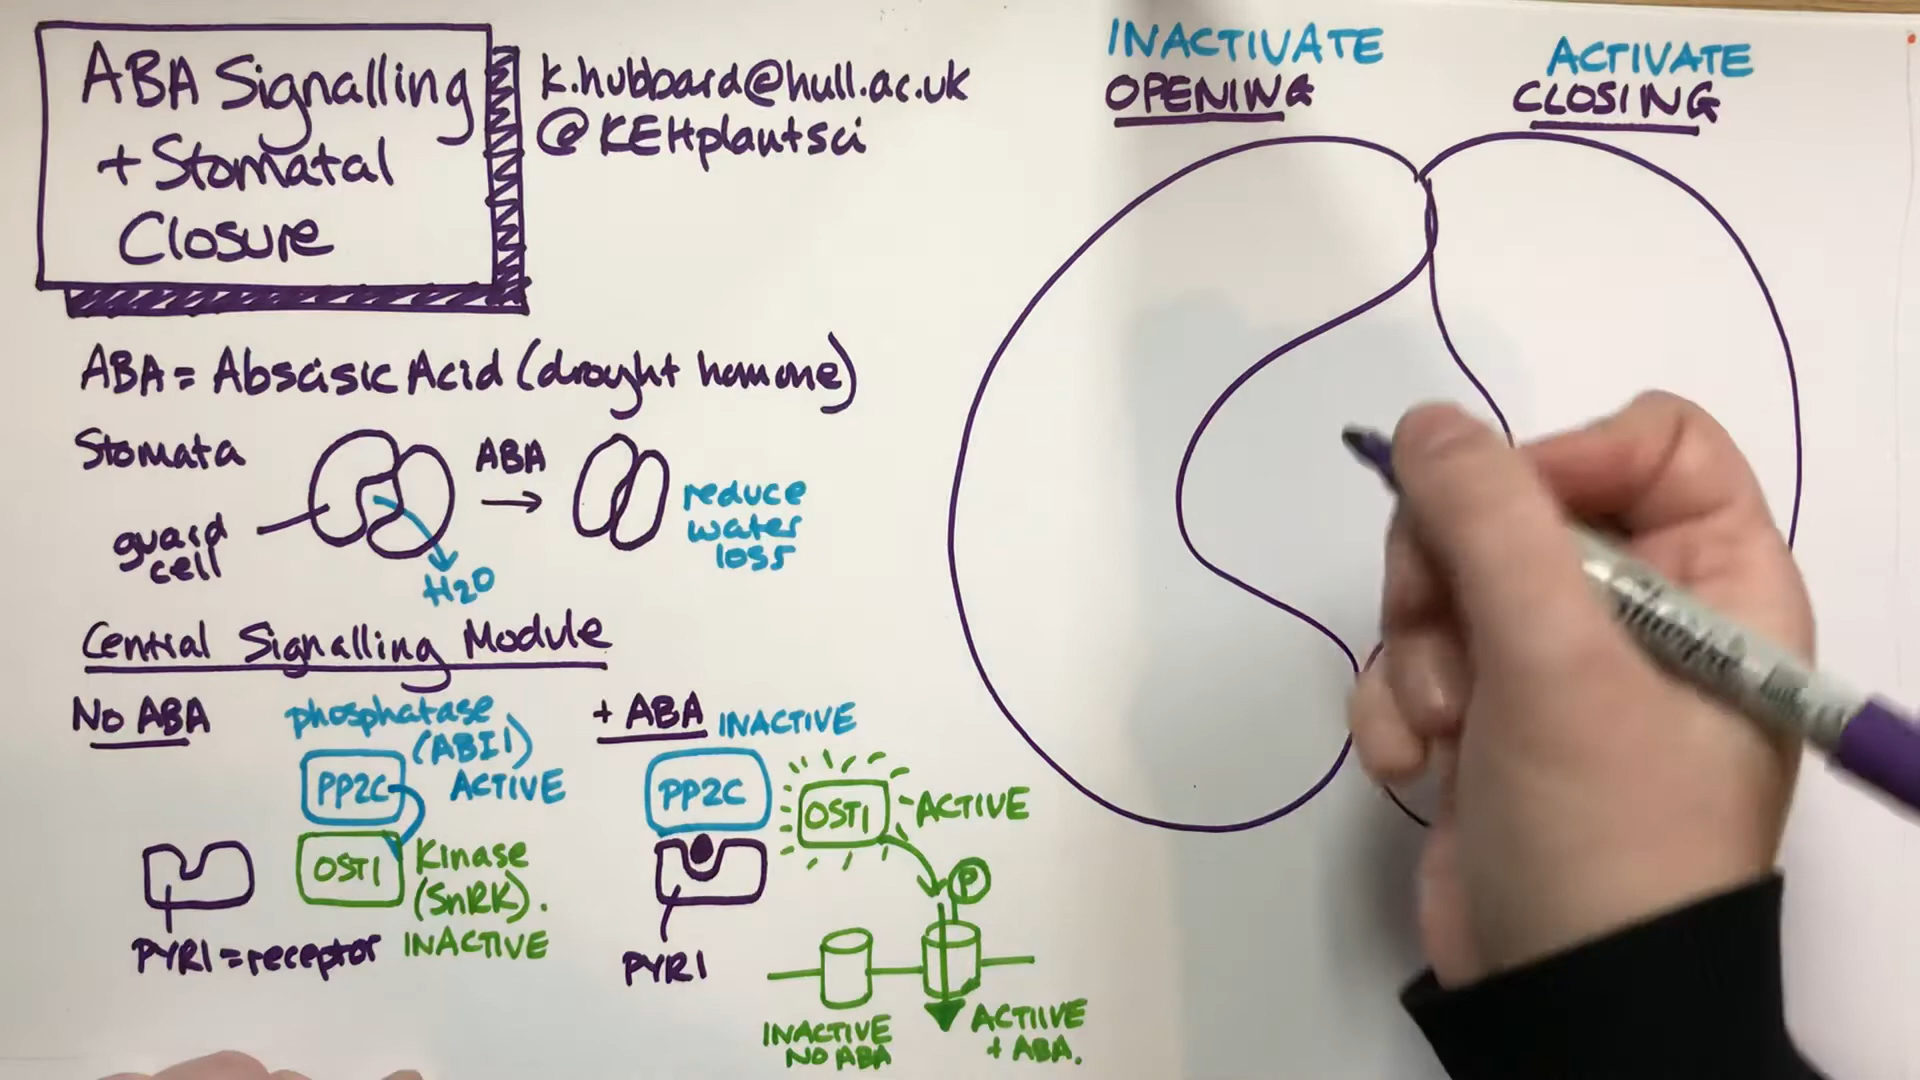 ABA Signalling
+ Stomatal
Closure
k.hubbard@hull.ac.uk
@KEHplantsci
INACTIVATE
OPENING
ACTIVATE
CLOSING
ABA = Abscisic Acid (drought hormone)
Stomata
guard
cell
H2O
ABA
reduce
water
loss
Central Signalling Module
No ABA
phosphatase
(ABI1)
ACTIVE
PP2C
OST1
Kinase
(SnRK).
INACTIVE
PYR1 = receptor
+ ABA
INACTIVE
PP2C
OST1
ACTIVE
PYR1
P
INACTIVE
NO ABA
ACTIIVE
+ ABA.